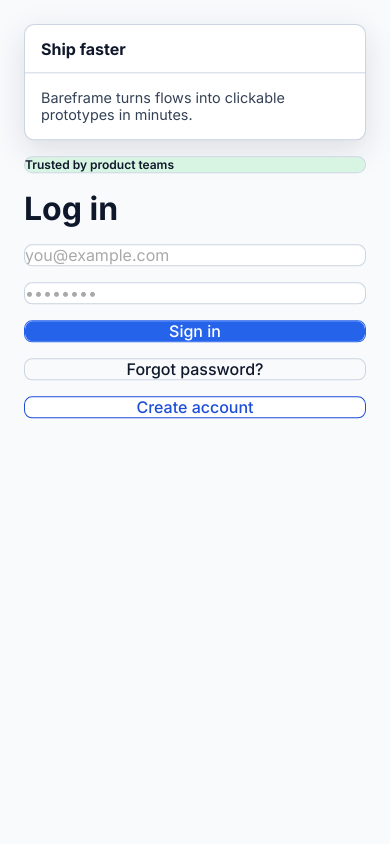 Ship faster
Bareframe turns flows into clickable
prototypes in minutes.
Trusted by product teams
Log in
you@example.com
••••••••
Sign in
Forgot password?
Create account